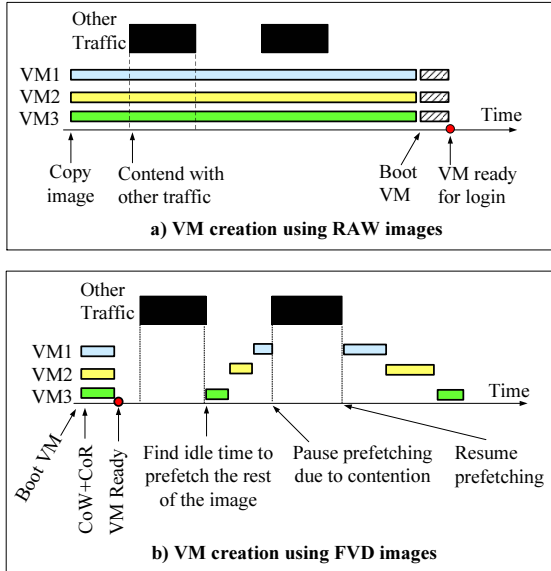 Other
Traffic
VM1
VM2
VM3
Time
Copy
image
Contend with
other traffic
Boot
VM
VM ready
for login
a) VM creation using RAW images
Other
Traffic
VM1
VM2
VM3
Time
Boot VM
CoW+CoR
VM Ready
Find idle time to
prefetch the rest
of the image
Pause prefetching
due to contention
Resume
prefetching
b) VM creation using FVD images